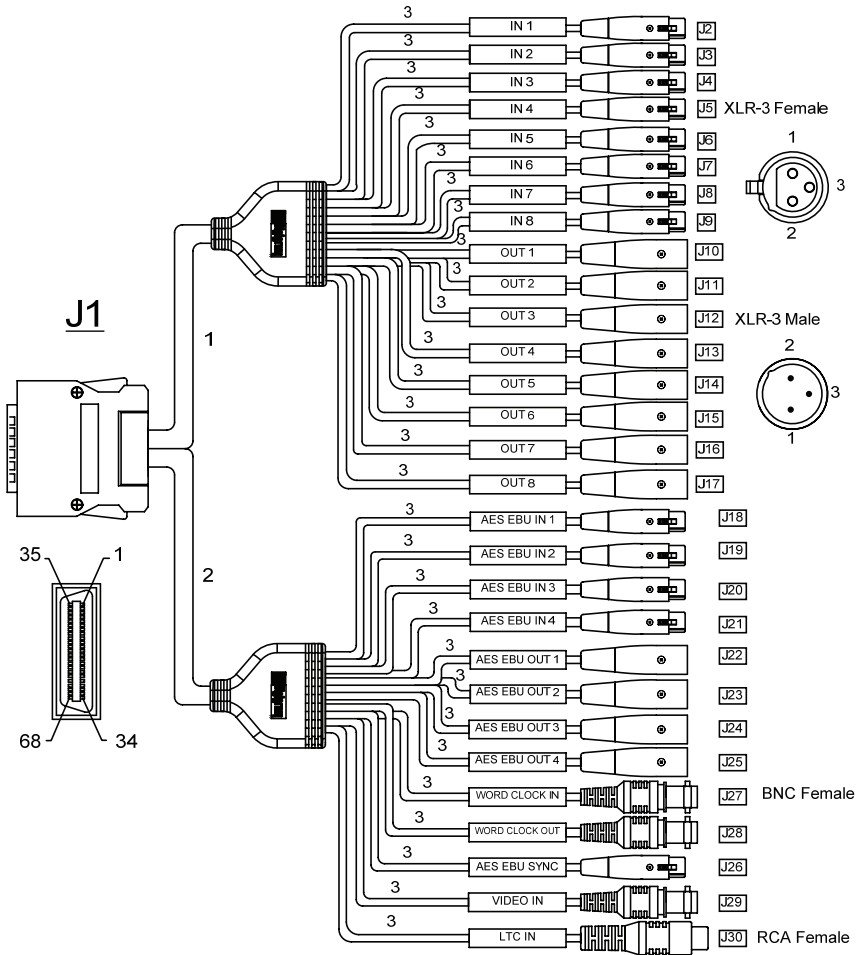 3 IN 1 J2
3 IN 2 J3
3 IN 3 J4
3 IN 4 J5 XLR-3 Female
3 IN 5 J6
3 IN 6 J7
3 IN 7 J8
3 IN 8 J9
1
3
2
3 OUT 1 J10
3 OUT 2 J11
3 OUT 3 J12 XLR-3 Male
3 OUT 4 J13
3 OUT 5 J14
3 OUT 6 J15
3 OUT 7 J16
3 OUT 8 J17
2
3
1
J1
1
2
35 1
68 34
3 AES EBU IN 1 J18
3 AES EBU IN 2 J19
3 AES EBU IN 3 J20
3 AES EBU IN 4 J21
3 AES EBU OUT 1 J22
3 AES EBU OUT 2 J23
3 AES EBU OUT 3 J24
3 AES EBU OUT 4 J25
3 WORD CLOCK IN J27 BNC Female
3 WORD CLOCK OUT J28
3 AES EBU SYNC J26
3 VIDEO IN J29
3 LTC IN J30 RCA Female